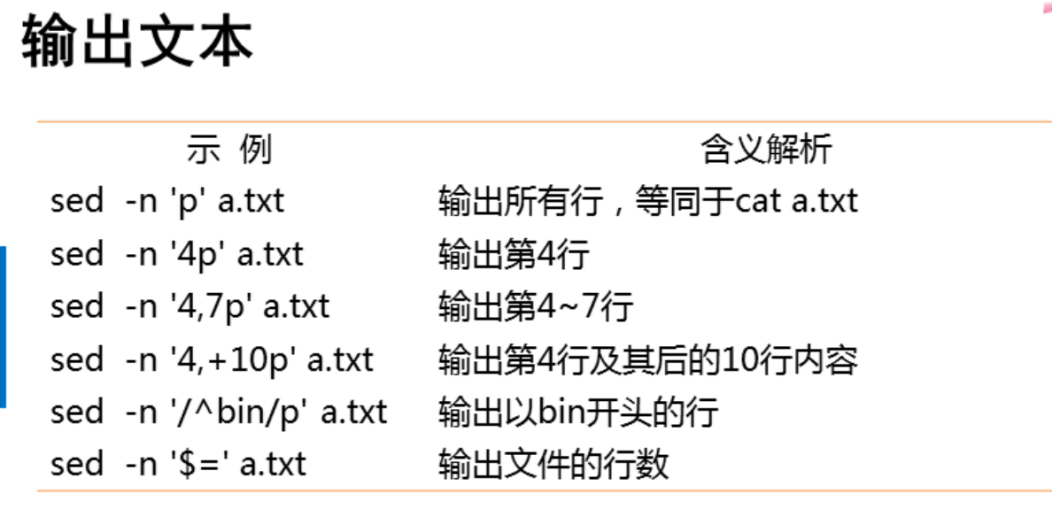 输出文本
示 例 含义解析
sed -n 'p' a.txt 输出所有行，等同于cat a.txt
sed -n '4p' a.txt 输出第4行
sed -n '4,7p' a.txt 输出第4~7行
sed -n '4,+10p' a.txt 输出第4行及其后的10行内容
sed -n '/^bin/p' a.txt 输出以bin开头的行
sed -n '$=' a.txt 输出文件的行数